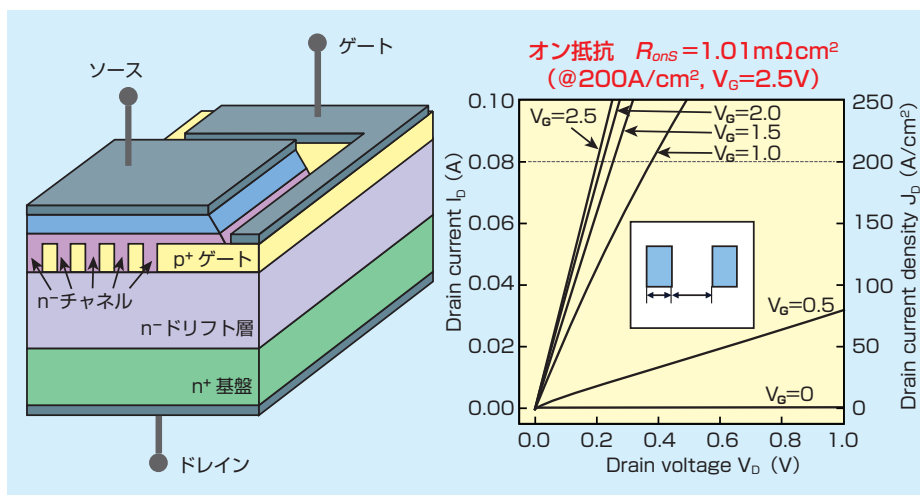 ゲート
ソース
p⁺ ゲート
n⁻チャネル
n⁻ドリフト層
n⁺ 基盤
ドレイン
オン抵抗 RonS=1.01mΩcm²
(@200A/cm², VG=2.5V)
Drain current ID (A)
0.10
0.08
0.06
0.04
0.02
0.00
VG=2.5
VG=2.0
VG=1.5
VG=1.0
VG=0.5
VG=0
250
200
150
100
50
0
Drain current density JD (A/cm²)
0.0 0.2 0.4 0.6 0.8 1.0
Drain voltage VD (V)